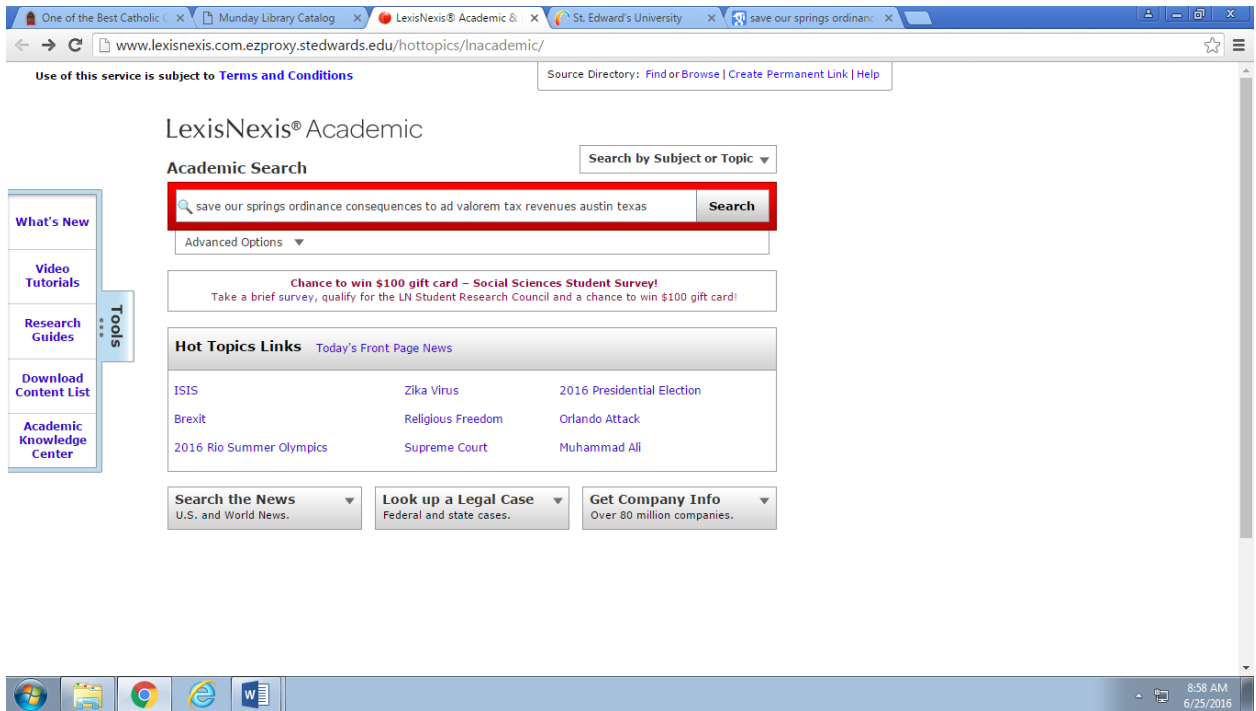 One of the Best Catholic C
Munday Library Catalog
LexisNexis® Academic &
St. Edward's University
save our springs ordinanc
www.lexisnexis.com.ezproxy.stedwards.edu/hottopics/lnacademic/
Use of this service is subject to Terms and Conditions
Source Directory: Find or Browse | Create Permanent Link | Help
LexisNexis® Academic
Search by Subject or Topic
Academic Search
save our springs ordinance consequences to ad valorem tax revenues austin texas
Search
Advanced Options
What's New
Video
Tutorials
Research
Guides
Download
Content List
Academic
Knowledge
Center
Tools
Chance to win $100 gift card – Social Sciences Student Survey!
Take a brief survey, qualify for the LN Student Research Council and a chance to win $100 gift card!
Hot Topics Links Today's Front Page News
ISIS
Zika Virus
2016 Presidential Election
Brexit
Religious Freedom
Orlando Attack
2016 Rio Summer Olympics
Supreme Court
Muhammad Ali
Search the News
U.S. and World News.
Look up a Legal Case
Federal and state cases.
Get Company Info
Over 80 million companies.
8:58 AM
6/25/2016